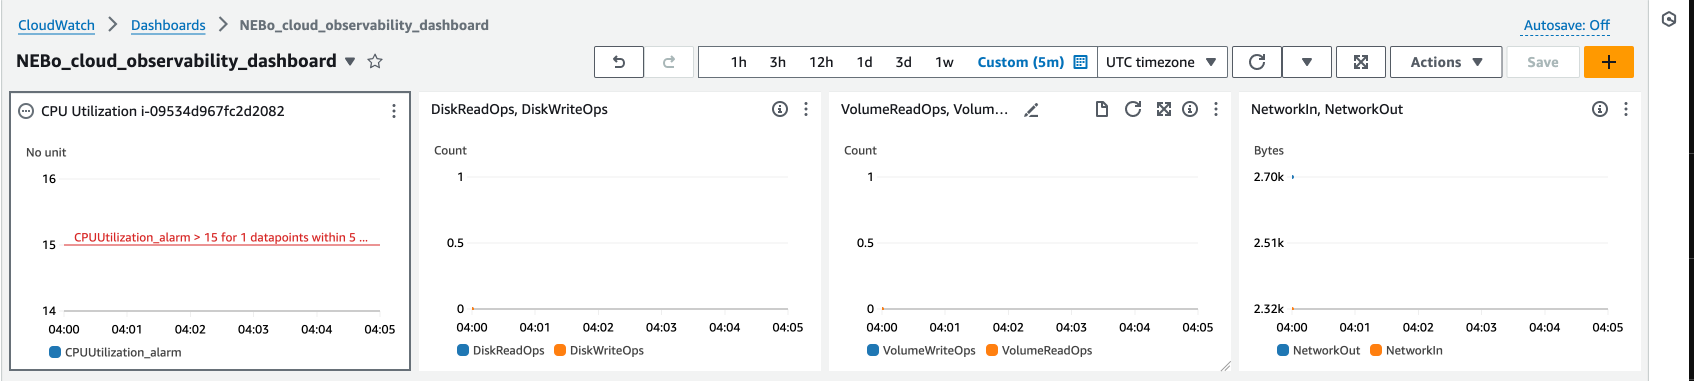 CloudWatch > Dashboards > NEBo_cloud_observability_dashboard
Autosave: Off
NEBo_cloud_observability_dashboard
1h 3h 12h 1d 3d 1w Custom (5m) UTC timezone Actions Save
CPU Utilization i-09534d967fc2d2082
No unit
16
CPUUtilization_alarm > 15 for 1 datapoints within 5 ...
15
14
04:00 04:01 04:02 04:03 04:04 04:05
CPUUtilization_alarm
DiskReadOps, DiskWriteOps
Count
1
0.5
0
04:00 04:01 04:02 04:03 04:04 04:05
DiskReadOps DiskWriteOps
VolumeReadOps, Volum...
Count
1
0.5
0
04:00 04:01 04:02 04:03 04:04 04:05
VolumeWriteOps VolumeReadOps
NetworkIn, NetworkOut
Bytes
2.70k
2.51k
2.32k
04:00 04:01 04:02 04:03 04:04 04:05
NetworkOut NetworkIn